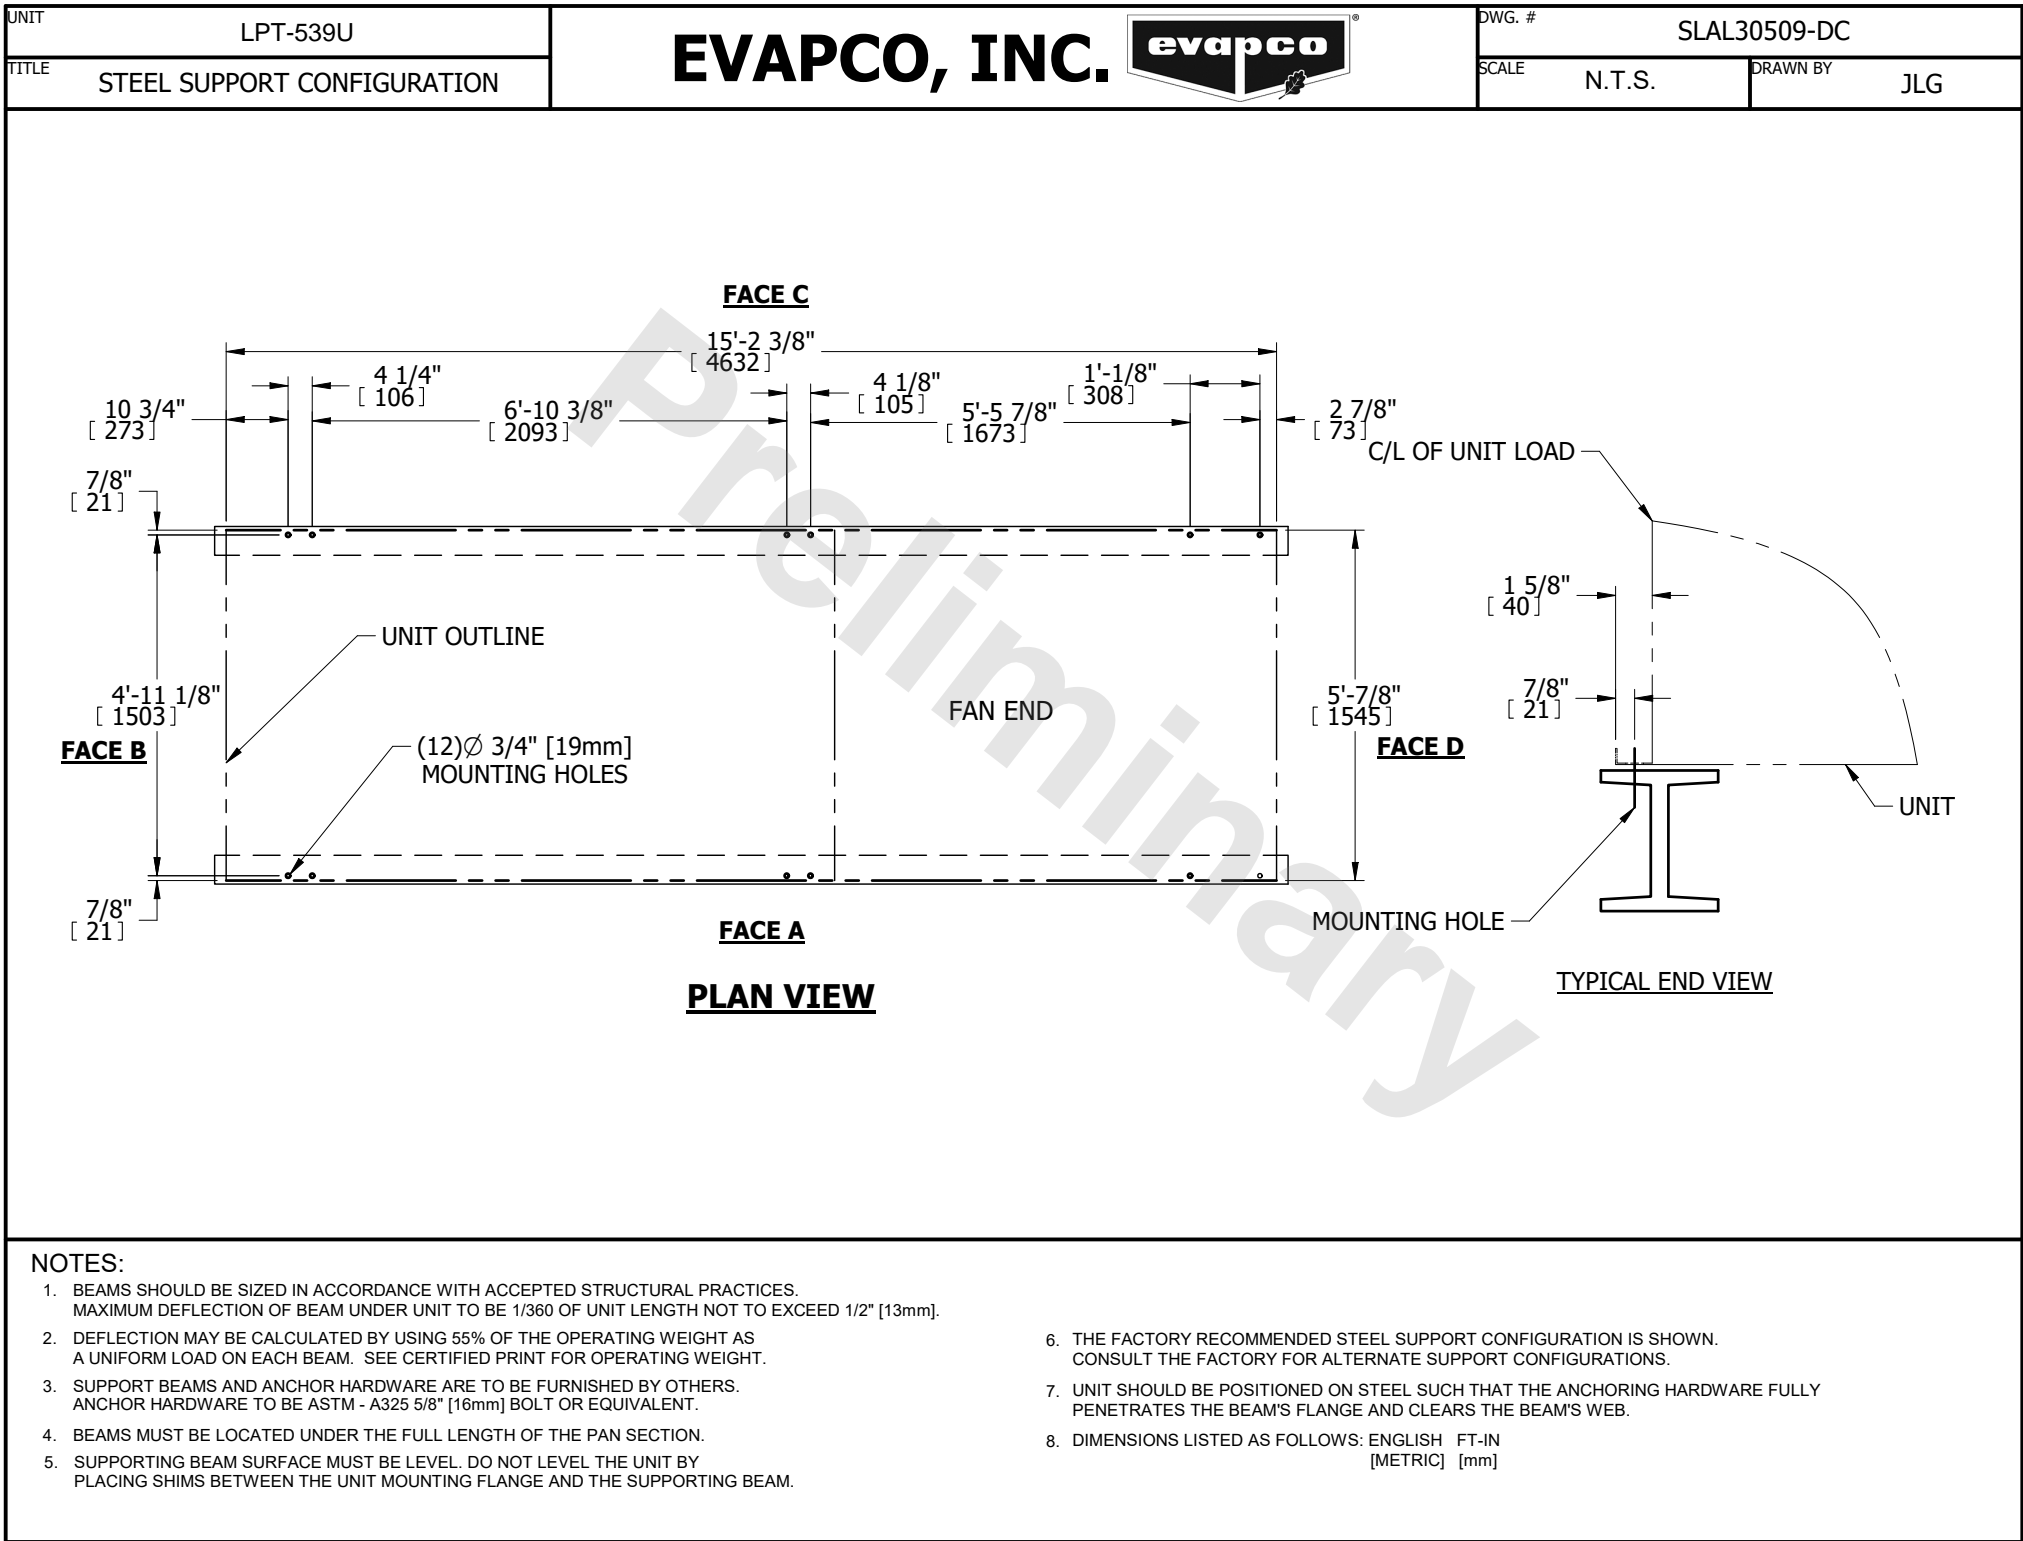 UNIT
LPT-539U
TITLE
STEEL SUPPORT CONFIGURATION
EVAPCO, INC.
evapco
®
DWG. #
SLAL30509-DC
SCALE
N.T.S.
DRAWN BY
JLG
FACE C
15'-2 3/8"
[ 4632 ]
4 1/4"
[ 106 ]
4 1/8"
[ 105 ]
1'-1/8"
[ 308 ]
10 3/4"
[ 273 ]
6'-10 3/8"
[ 2093 ]
5'-5 7/8"
[ 1673 ]
2 7/8"
[ 73 ]
C/L OF UNIT LOAD
7/8"
[ 21 ]
1 5/8"
[ 40 ]
UNIT OUTLINE
4'-11 1/8"
[ 1503 ]
FACE B
FAN END
5'-7/8"
[ 1545 ]
FACE D
7/8"
[ 21 ]
(12)Ø 3/4" [19mm]
MOUNTING HOLES
UNIT
7/8"
[ 21 ]
MOUNTING HOLE
FACE A
PLAN VIEW
TYPICAL END VIEW
Preliminary
NOTES:
1. BEAMS SHOULD BE SIZED IN ACCORDANCE WITH ACCEPTED STRUCTURAL PRACTICES.
MAXIMUM DEFLECTION OF BEAM UNDER UNIT TO BE 1/360 OF UNIT LENGTH NOT TO EXCEED 1/2" [13mm].
2. DEFLECTION MAY BE CALCULATED BY USING 55% OF THE OPERATING WEIGHT AS
A UNIFORM LOAD ON EACH BEAM. SEE CERTIFIED PRINT FOR OPERATING WEIGHT.
3. SUPPORT BEAMS AND ANCHOR HARDWARE ARE TO BE FURNISHED BY OTHERS.
ANCHOR HARDWARE TO BE ASTM - A325 5/8" [16mm] BOLT OR EQUIVALENT.
4. BEAMS MUST BE LOCATED UNDER THE FULL LENGTH OF THE PAN SECTION.
5. SUPPORTING BEAM SURFACE MUST BE LEVEL. DO NOT LEVEL THE UNIT BY
PLACING SHIMS BETWEEN THE UNIT MOUNTING FLANGE AND THE SUPPORTING BEAM.
6. THE FACTORY RECOMMENDED STEEL SUPPORT CONFIGURATION IS SHOWN.
CONSULT THE FACTORY FOR ALTERNATE SUPPORT CONFIGURATIONS.
7. UNIT SHOULD BE POSITIONED ON STEEL SUCH THAT THE ANCHORING HARDWARE FULLY
PENETRATES THE BEAM'S FLANGE AND CLEARS THE BEAM'S WEB.
8. DIMENSIONS LISTED AS FOLLOWS: ENGLISH FT-IN
[METRIC] [mm]